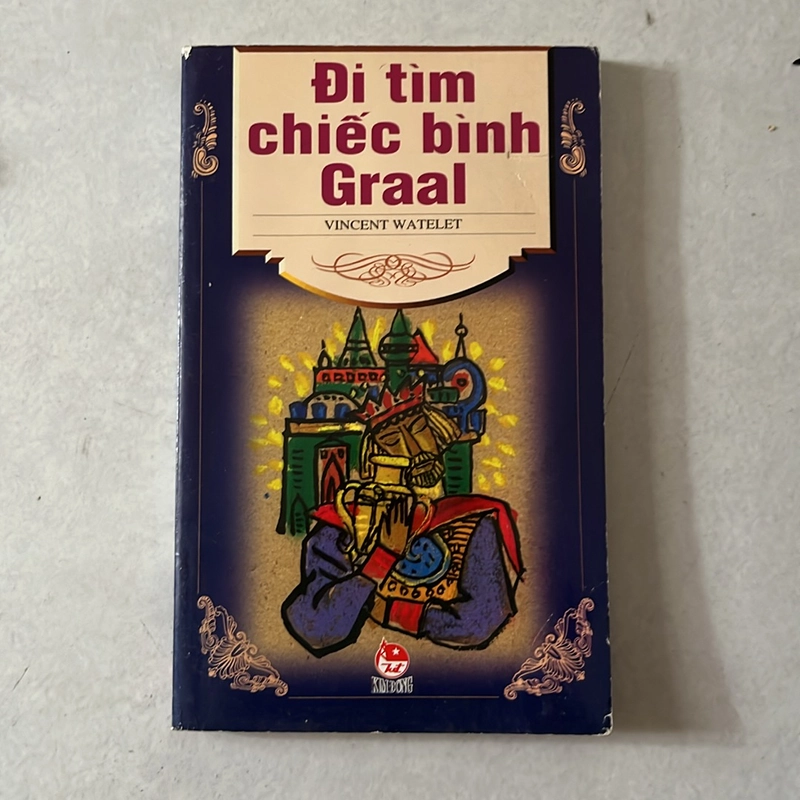 Đi tìm
chiếc bình
Graal
VINCENT WATELET
KIM ĐỒNG